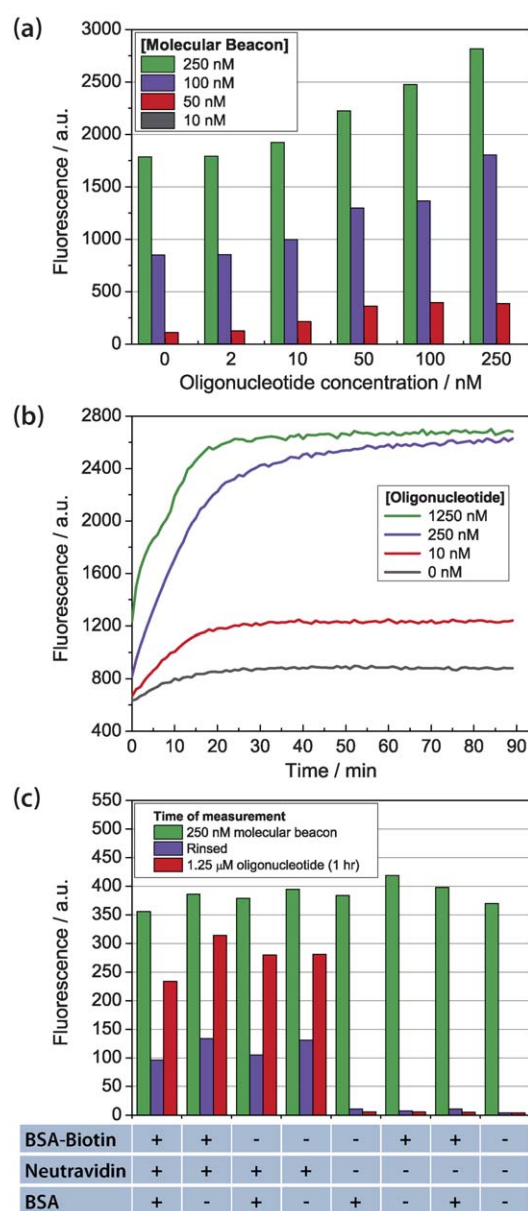 (a)
[Molecular Beacon]
250 nM
100 nM
50 nM
10 nM
3000
2500
2000
1500
1000
500
0
Fluorescence / a.u.
0 2 10 50 100 250
Oligonucleotide concentration / nM
(b)
2800
2400
2000
1600
1200
800
400
Fluorescence / a.u.
[Oligonucleotide]
1250 nM
250 nM
10 nM
0 nM
0 10 20 30 40 50 60 70 80 90
Time / min
(c)
550
500
450
400
350
300
250
200
150
100
50
0
Fluorescence / a.u.
Time of measurement
250 nM molecular beacon
Rinsed
1.25 μM oligonucleotide (1 hr)
BSA-Biotin + + - - - + + -
Neutravidin + + + + - - - -
BSA + - + - + - + -